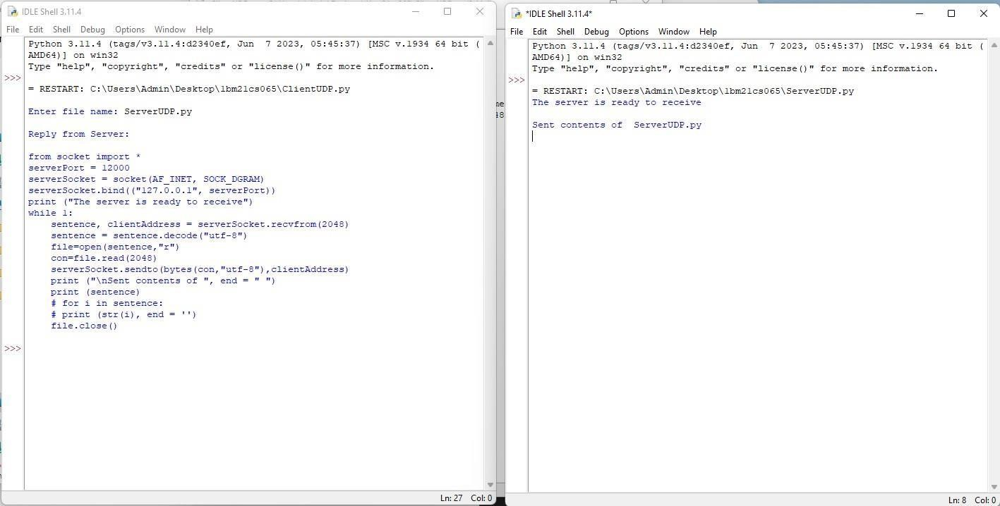 IDLE Shell 3.11.4
File Edit Shell Debug Options Window Help
Python 3.11.4 (tags/v3.11.4:d2340ef, Jun  7 2023, 05:45:37) [MSC v.1934 64 bit (
AMD64)] on win32
Type "help", "copyright", "credits" or "license()" for more information.
>>>
= RESTART: C:\Users\Admin\Desktop\1bm21cs065\ClientUDP.py
Enter file name: ServerUDP.py
Reply from Server:
from socket import *
serverPort = 12000
serverSocket = socket(AF_INET, SOCK_DGRAM)
serverSocket.bind(("127.0.0.1", serverPort))
print ("The server is ready to receive")
while 1:
    sentence, clientAddress = serverSocket.recvfrom(2048)
    sentence = sentence.decode("utf-8")
    file=open(sentence,"r")
    con=file.read(2048)
    serverSocket.sendto(bytes(con,"utf-8"),clientAddress)
    print ("\nSent contents of ", end = " ")
    print (sentence)
    # for i in sentence:
    # print (str(i), end = '')
    file.close()
>>>
Ln: 27 Col: 0
*IDLE Shell 3.11.4*
File Edit Shell Debug Options Window Help
Python 3.11.4 (tags/v3.11.4:d2340ef, Jun  7 2023, 05:45:37) [MSC v.1934 64 bit (
AMD64)] on win32
Type "help", "copyright", "credits" or "license()" for more information.
>>>
= RESTART: C:\Users\Admin\Desktop\1bm21cs065\ServerUDP.py
The server is ready to receive
Sent contents of  ServerUDP.py
Ln: 8 Col: 0